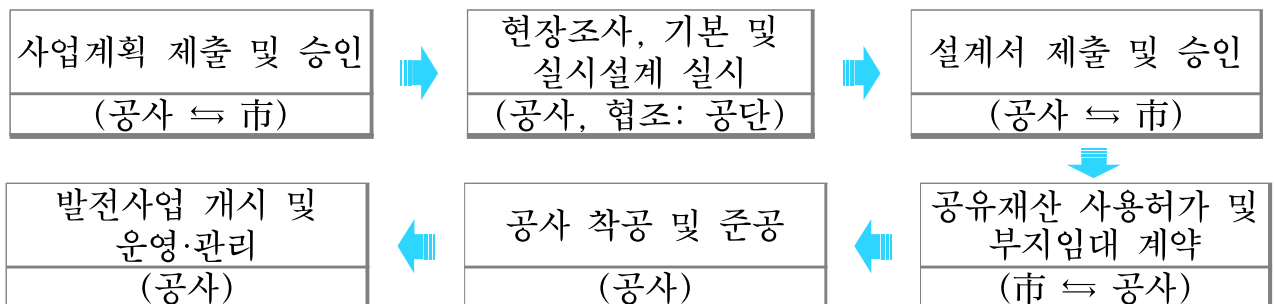 사업계획 제출 및 승인
(공사 ⇆ 市)
현장조사, 기본 및
실시설계 실시
(공사, 협조: 공단)
설계서 제출 및 승인
(공사 ⇆ 市)
공유재산 사용허가 및
부지임대 계약
(市 ⇆ 공사)
공사 착공 및 준공
(공사)
발전사업 개시 및
운영·관리
(공사)